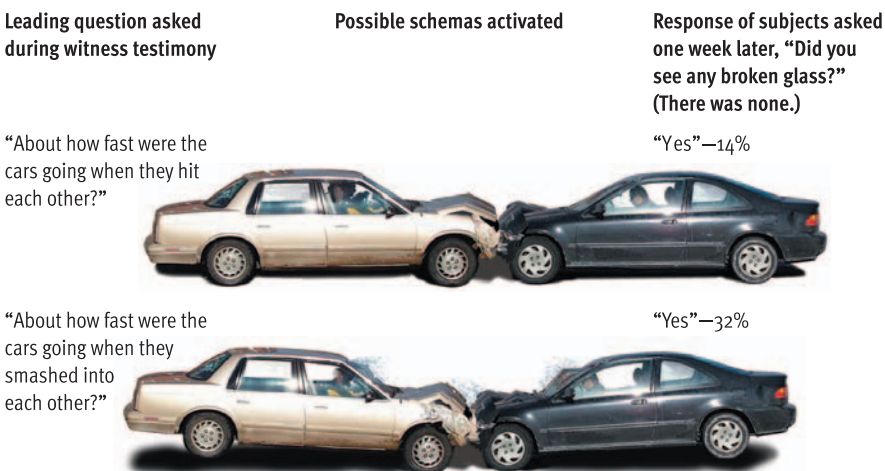 Leading question asked
during witness testimony
Possible schemas activated
Response of subjects asked
one week later, “Did you
see any broken glass?”
(There was none.)
“About how fast were the
cars going when they hit
each other?”
“Yes”—14%
“About how fast were the
cars going when they
smashed into
each other?”
“Yes”—32%